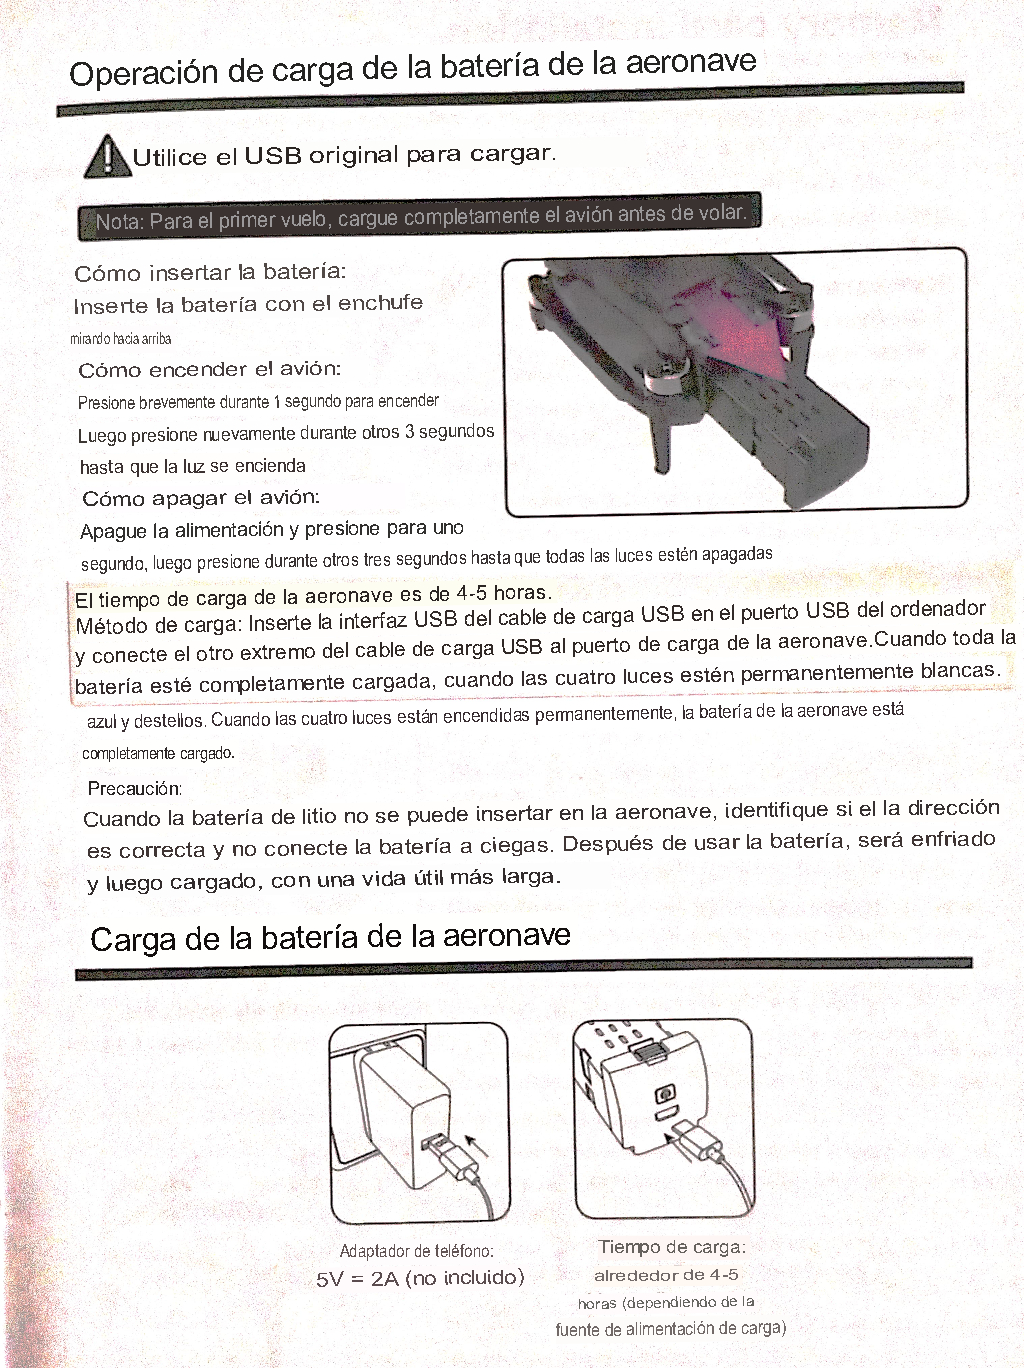 Operación de carga de la batería de la aeronave
Utilice el USB original para cargar.
Nota: Para el primer vuelo, cargue completamente el avión antes de volar.
Cómo insertar la batería:
Inserte la batería con el enchufe
mirando hacia arriba
Cómo encender el avión:
Presione brevemente durante 1 segundo para encender
Luego presione nuevamente durante otros 3 segundos
hasta que la luz se encienda
Cómo apagar el avión:
Apague la alimentación y presione para uno
segundo, luego presione durante otros tres segundos hasta que todas las luces estén apagadas
El tiempo de carga de la aeronave es de 4-5 horas.
Método de carga: Inserte la interfaz USB del cable de carga USB en el puerto USB del ordenador
y conecte el otro extremo del cable de carga USB al puerto de carga de la aeronave.Cuando toda la
batería esté completamente cargada, cuando las cuatro luces estén permanentemente blancas.
azul y destellos. Cuando las cuatro luces están encendidas permanentemente, la batería de la aeronave está
completamente cargado.
Precaución:
Cuando la batería de litio no se puede insertar en la aeronave, identifique si el la dirección
es correcta y no conecte la batería a ciegas. Después de usar la batería, será enfriado
y luego cargado, con una vida útil más larga.
Carga de la batería de la aeronave
Adaptador de teléfono:
5V = 2A (no incluido)
Tiempo de carga:
alrededor de 4-5
horas (dependiendo de la
fuente de alimentación de carga)